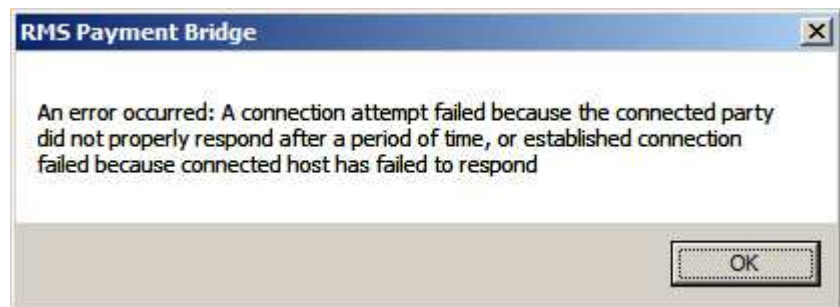 RMS Payment Bridge
An error occurred: A connection attempt failed because the connected party
did not properly respond after a period of time, or established connection
failed because connected host has failed to respond
OK